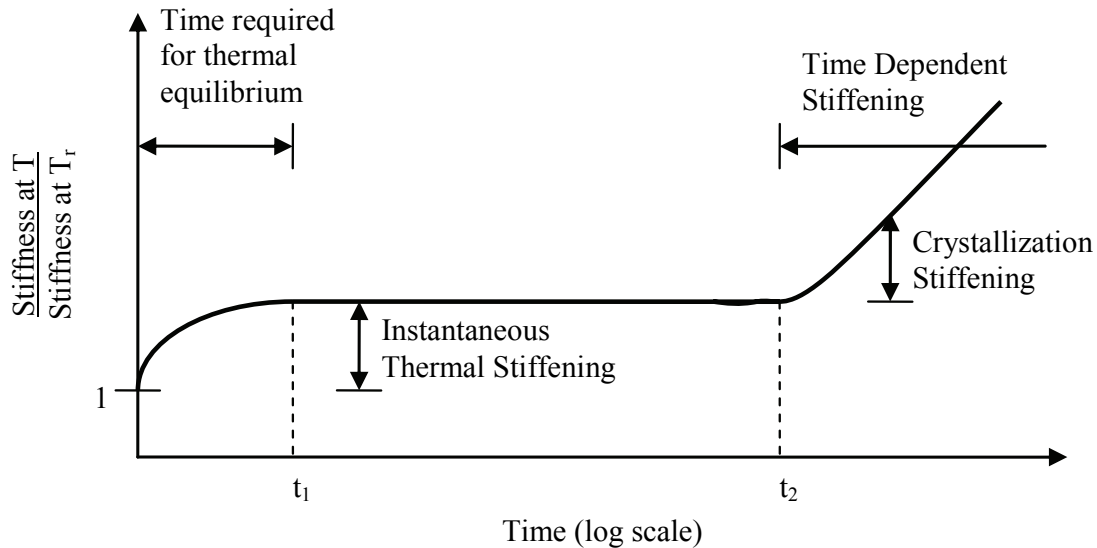 Time required
for thermal
equilibrium
Time Dependent
Stiffening
Stiffness at T
Stiffness at Tᵣ
Crystallization
Stiffening
Instantaneous
Thermal Stiffening
1
t₁
t₂
Time (log scale)